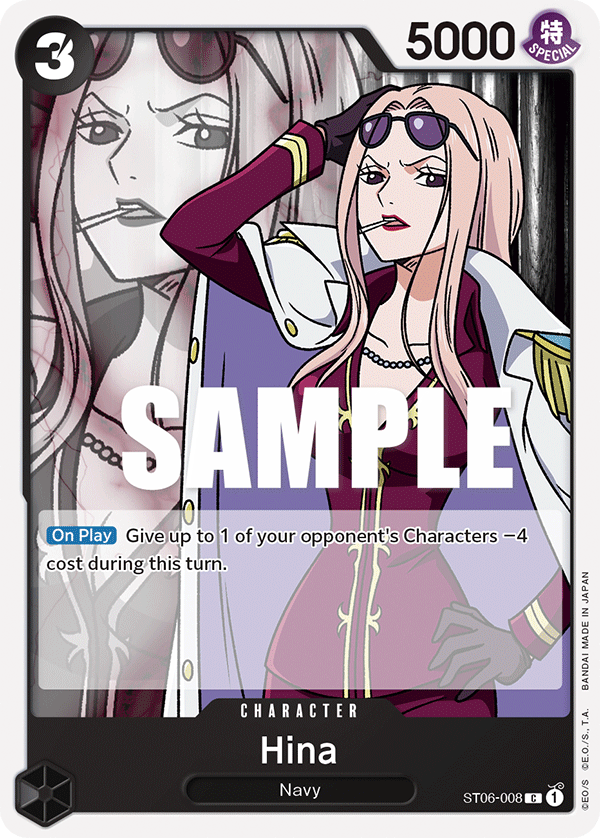 3
5000
特
SPECIAL
SAMPLE
On Play Give up to 1 of your opponent's Characters −4
cost during this turn.
CHARACTER
Hina
Navy
ST06-008 C 1
©EO/S ©E.O./S., T.A. BANDAI MADE IN JAPAN